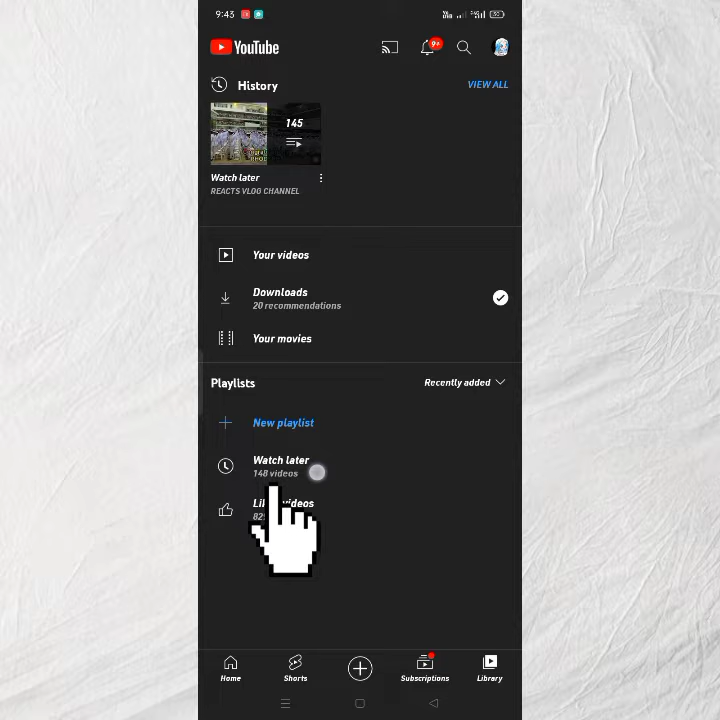 9:43
YouTube
9+
History
VIEW ALL
145
Watch later
REACTS VLOG CHANNEL
Your videos
Downloads
20 recommendations
Your movies
Playlists
Recently added
New playlist
Watch later
148 videos
Home
Shorts
Subscriptions
Library